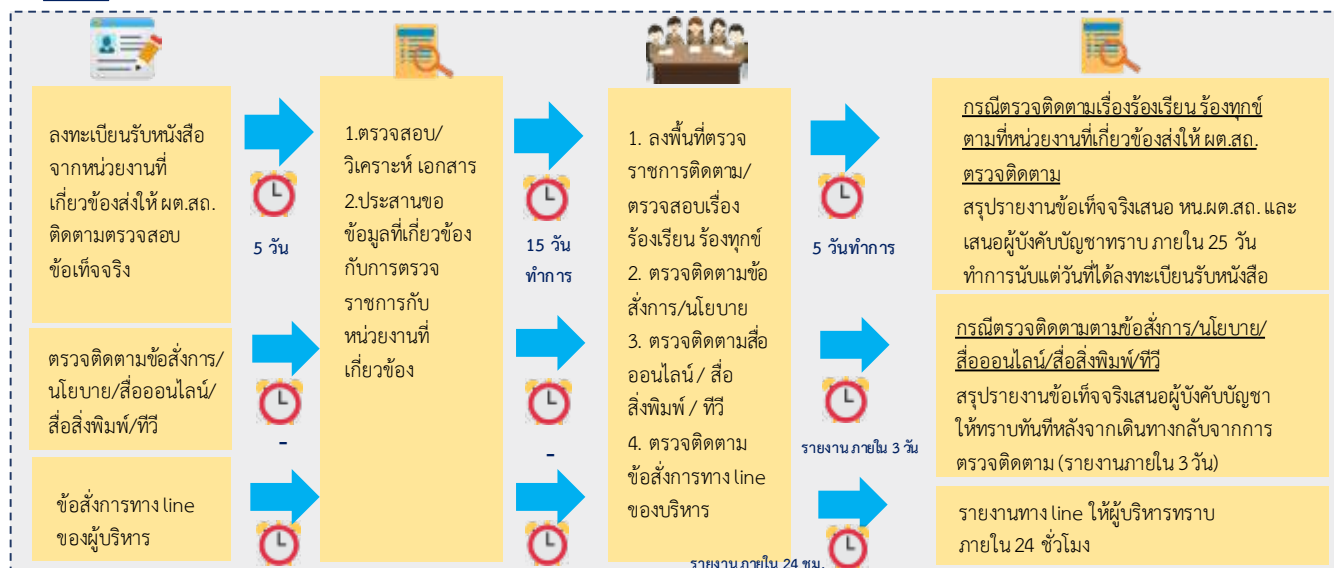 ลงทะเบียนรับหนังสือ
จากหน่วยงานที่
เกี่ยวข้องส่งให้ ผต.สถ.
ติดตามตรวจสอบ
ข้อเท็จจริง
5 วัน
1.ตรวจสอบ/
วิเคราะห์ เอกสาร
2.ประสานขอ
ข้อมูลที่เกี่ยวข้อง
กับการตรวจ
ราชการกับ
หน่วยงานที่
เกี่ยวข้อง
15 วัน
ทำการ
1. ลงพื้นที่ตรวจ
ราชการติดตาม/
ตรวจสอบเรื่อง
ร้องเรียน ร้องทุกข์
2. ตรวจติดตามข้อ
สั่งการ/นโยบาย
3. ตรวจติดตามสื่อ
ออนไลน์ / สื่อ
สิ่งพิมพ์ / ทีวี
4. ตรวจติดตาม
ข้อสั่งการทาง line
ของบริหาร
5 วันทำการ
กรณีตรวจติดตามเรื่องร้องเรียน ร้องทุกข์
ตามที่หน่วยงานที่เกี่ยวข้องส่งให้ ผต.สถ.
ตรวจติดตาม
สรุปรายงานข้อเท็จจริงเสนอ หน.ผต.สถ. และ
เสนอผู้บังคับบัญชาทราบ ภายใน 25 วัน
ทำการนับแต่วันที่ได้ลงทะเบียนรับหนังสือ
ตรวจติดตามข้อสั่งการ/
นโยบาย/สื่อออนไลน์/
สื่อสิ่งพิมพ์/ทีวี
-
-
รายงาน ภายใน 3 วัน
กรณีตรวจติดตามตามข้อสั่งการ/นโยบาย/
สื่อออนไลน์/สื่อสิ่งพิมพ์/ทีวี
สรุปรายงานข้อเท็จจริงเสนอผู้บังคับบัญชา
ให้ทราบทันทีหลังจากเดินทางกลับจากการ
ตรวจติดตาม (รายงานภายใน 3 วัน)
ข้อสั่งการทาง line
ของผู้บริหาร
รายงาน ภายใน 24 ชม.
รายงานทาง line ให้ผู้บริหารทราบ
ภายใน 24 ชั่วโมง